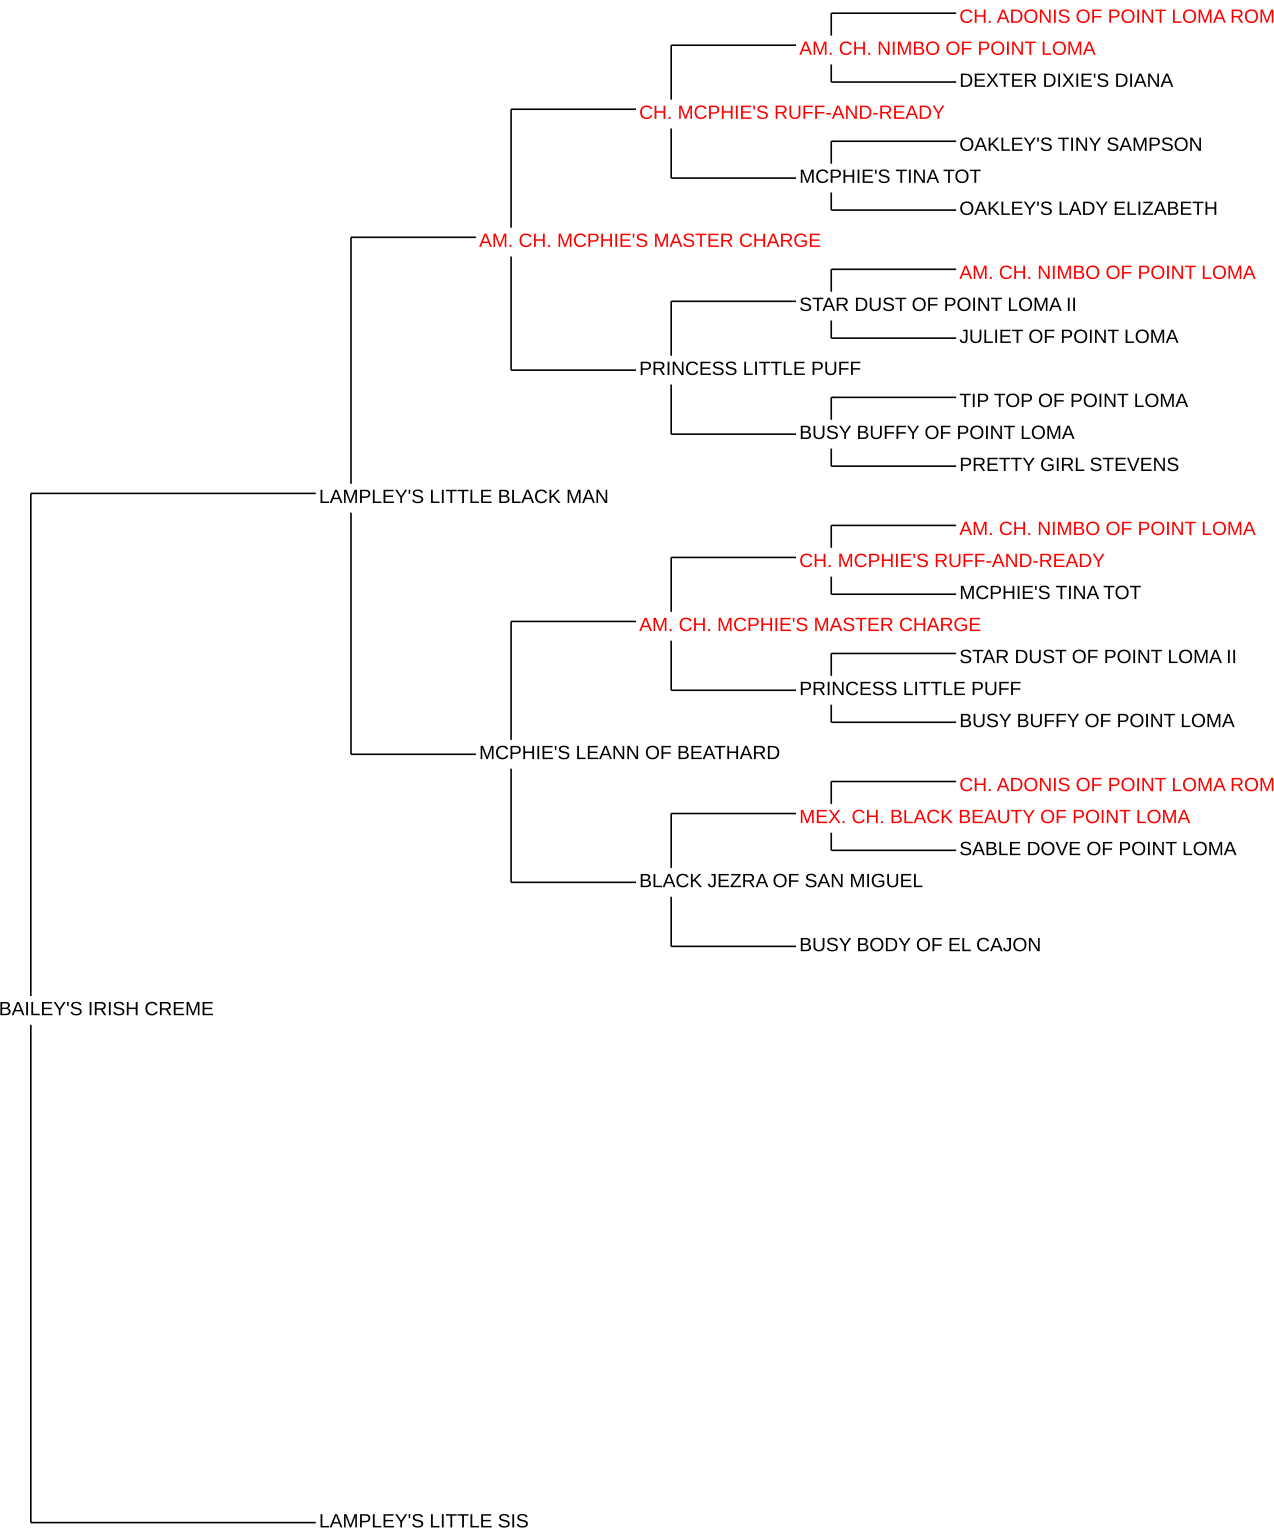 CH. ADONIS OF POINT LOMA ROM
AM. CH. NIMBO OF POINT LOMA
DEXTER DIXIE'S DIANA
CH. MCPHIE'S RUFF-AND-READY
OAKLEY'S TINY SAMPSON
MCPHIE'S TINA TOT
OAKLEY'S LADY ELIZABETH
AM. CH. MCPHIE'S MASTER CHARGE
AM. CH. NIMBO OF POINT LOMA
STAR DUST OF POINT LOMA II
JULIET OF POINT LOMA
PRINCESS LITTLE PUFF
TIP TOP OF POINT LOMA
BUSY BUFFY OF POINT LOMA
PRETTY GIRL STEVENS
LAMPLEY'S LITTLE BLACK MAN
AM. CH. NIMBO OF POINT LOMA
CH. MCPHIE'S RUFF-AND-READY
MCPHIE'S TINA TOT
AM. CH. MCPHIE'S MASTER CHARGE
STAR DUST OF POINT LOMA II
PRINCESS LITTLE PUFF
BUSY BUFFY OF POINT LOMA
MCPHIE'S LEANN OF BEATHARD
CH. ADONIS OF POINT LOMA ROM
MEX. CH. BLACK BEAUTY OF POINT LOMA
SABLE DOVE OF POINT LOMA
BLACK JEZRA OF SAN MIGUEL
BUSY BODY OF EL CAJON
BAILEY'S IRISH CREME
LAMPLEY'S LITTLE SIS